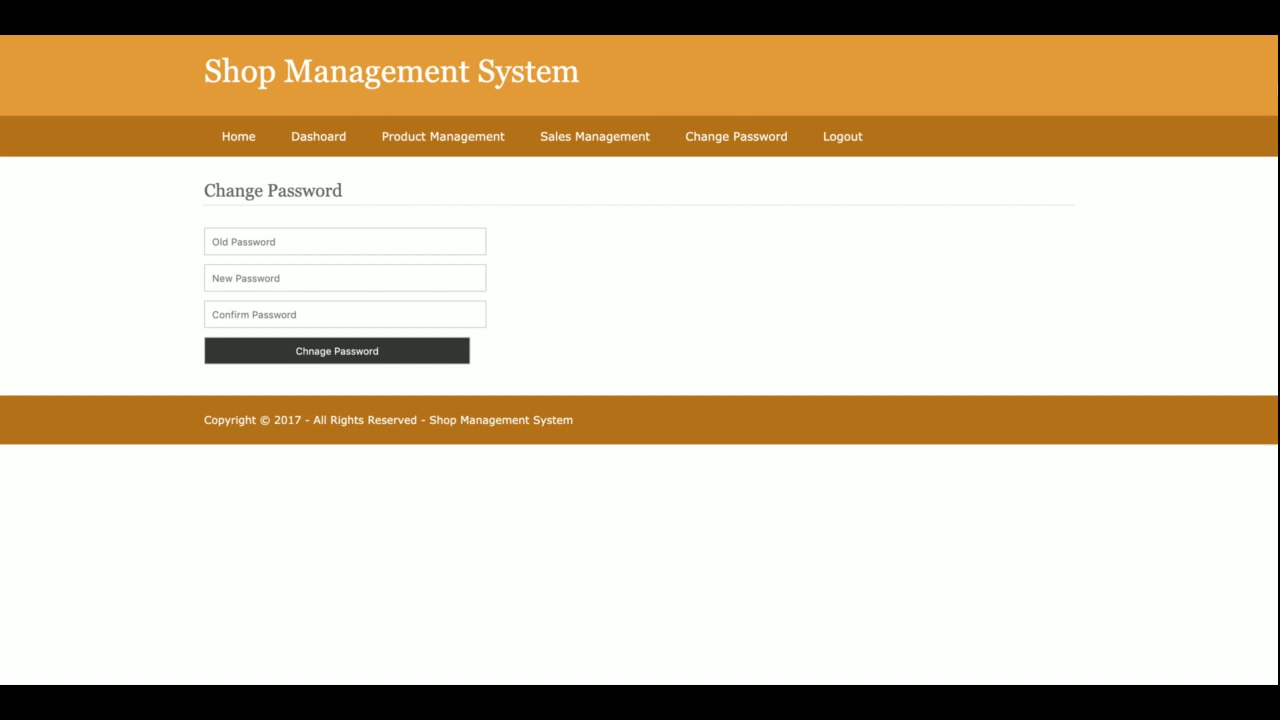 Shop Management System
Home Dashoard Product Management Sales Management Change Password Logout
Change Password
Old Password
New Password
Confirm Password
Chnage Password
Copyright © 2017 - All Rights Reserved - Shop Management System